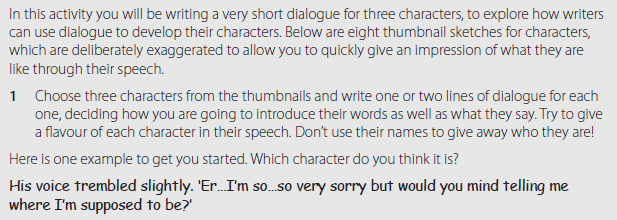 In this activity you will be writing a very short dialogue for three characters, to explore how writers
can use dialogue to develop their characters. Below are eight thumbnail sketches for characters,
which are deliberately exaggerated to allow you to quickly give an impression of what they are
like through their speech.
1 Choose three characters from the thumbnails and write one or two lines of dialogue for each
one, deciding how you are going to introduce their words as well as what they say. Try to give
a flavour of each character in their speech. Don't use their names to give away who they are!
Here is one example to get you started. Which character do you think it is?
His voice trembled slightly. 'Er...I'm so...so very sorry but would you mind telling me
where I'm supposed to be?'